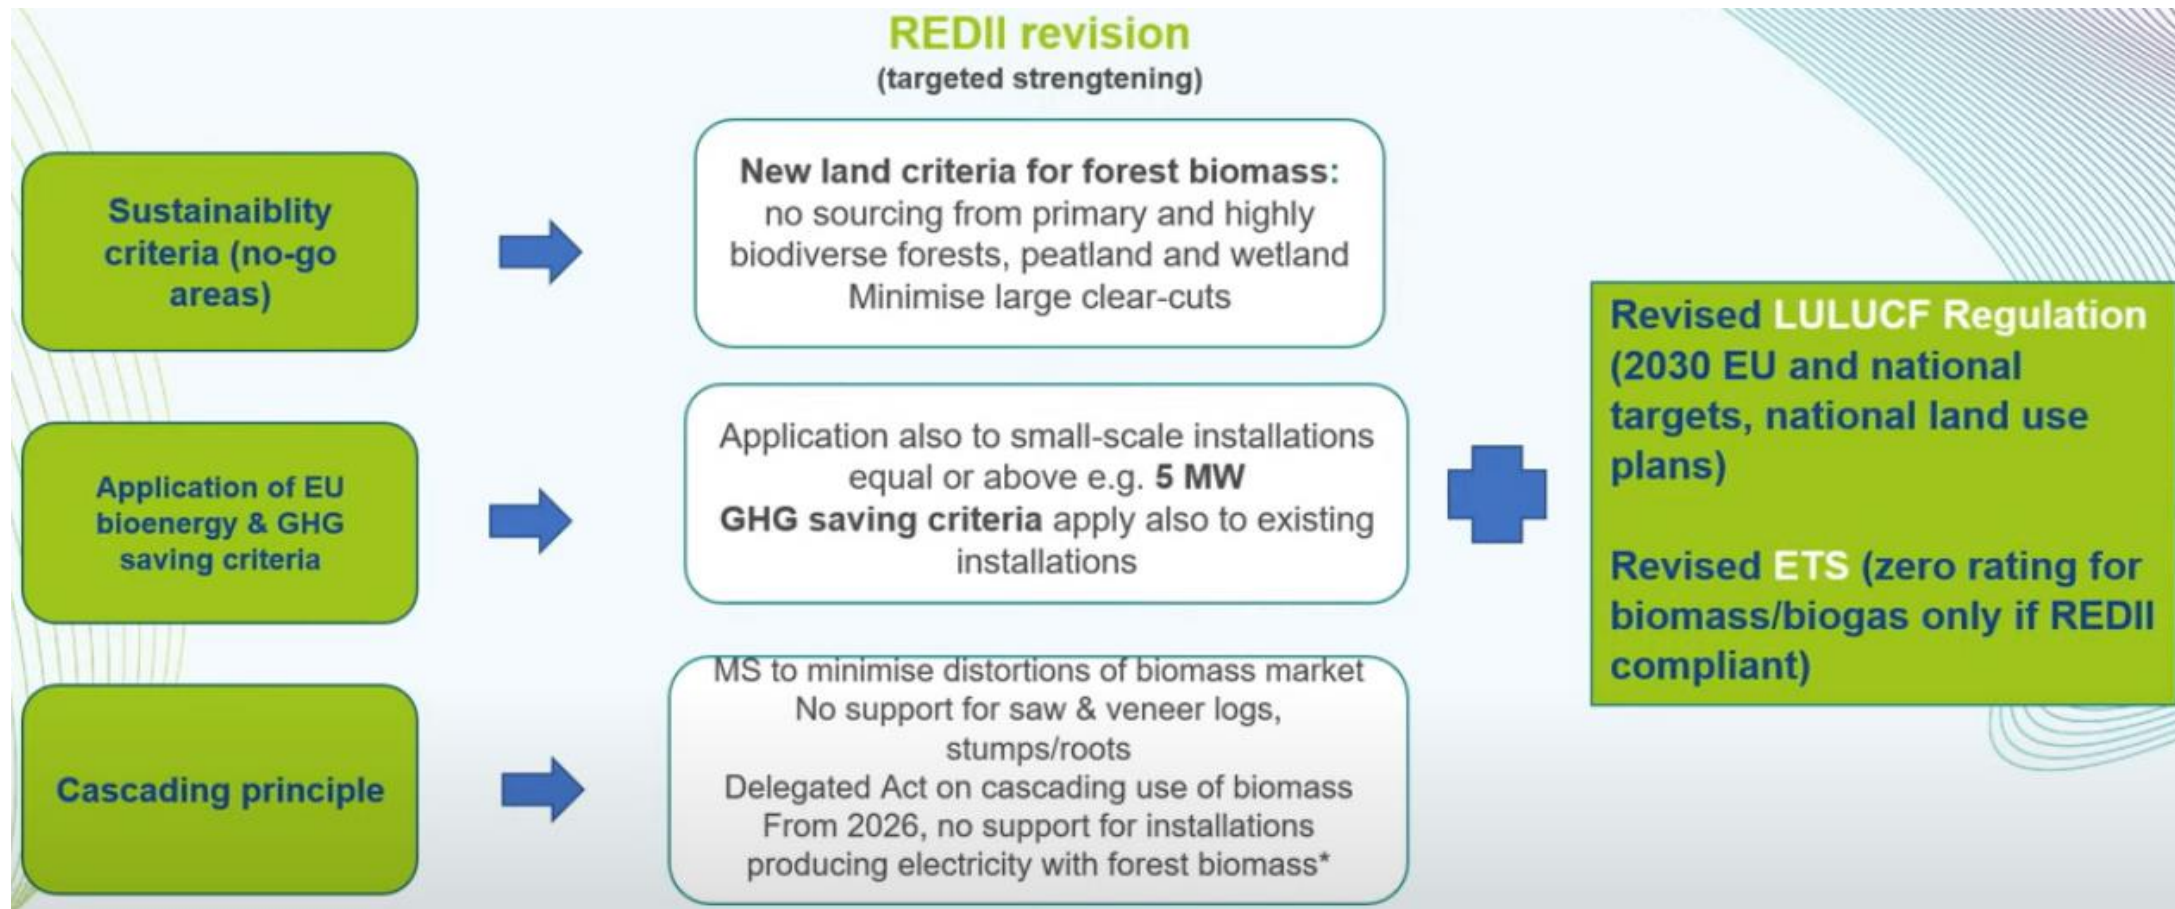 REDII revision
(targeted strengtening)
Sustainaiblity
criteria (no-go
areas)
New land criteria for forest biomass:
no sourcing from primary and highly
biodiverse forests, peatland and wetland
Minimise large clear-cuts
Application of EU
bioenergy & GHG
saving criteria
Application also to small-scale installations
equal or above e.g. 5 MW
GHG saving criteria apply also to existing
installations
Cascading principle
MS to minimise distortions of biomass market
No support for saw & veneer logs,
stumps/roots
Delegated Act on cascading use of biomass
From 2026, no support for installations
producing electricity with forest biomass*
Revised LULUCF Regulation
(2030 EU and national
targets, national land use
plans)
Revised ETS (zero rating for
biomass/biogas only if REDII
compliant)